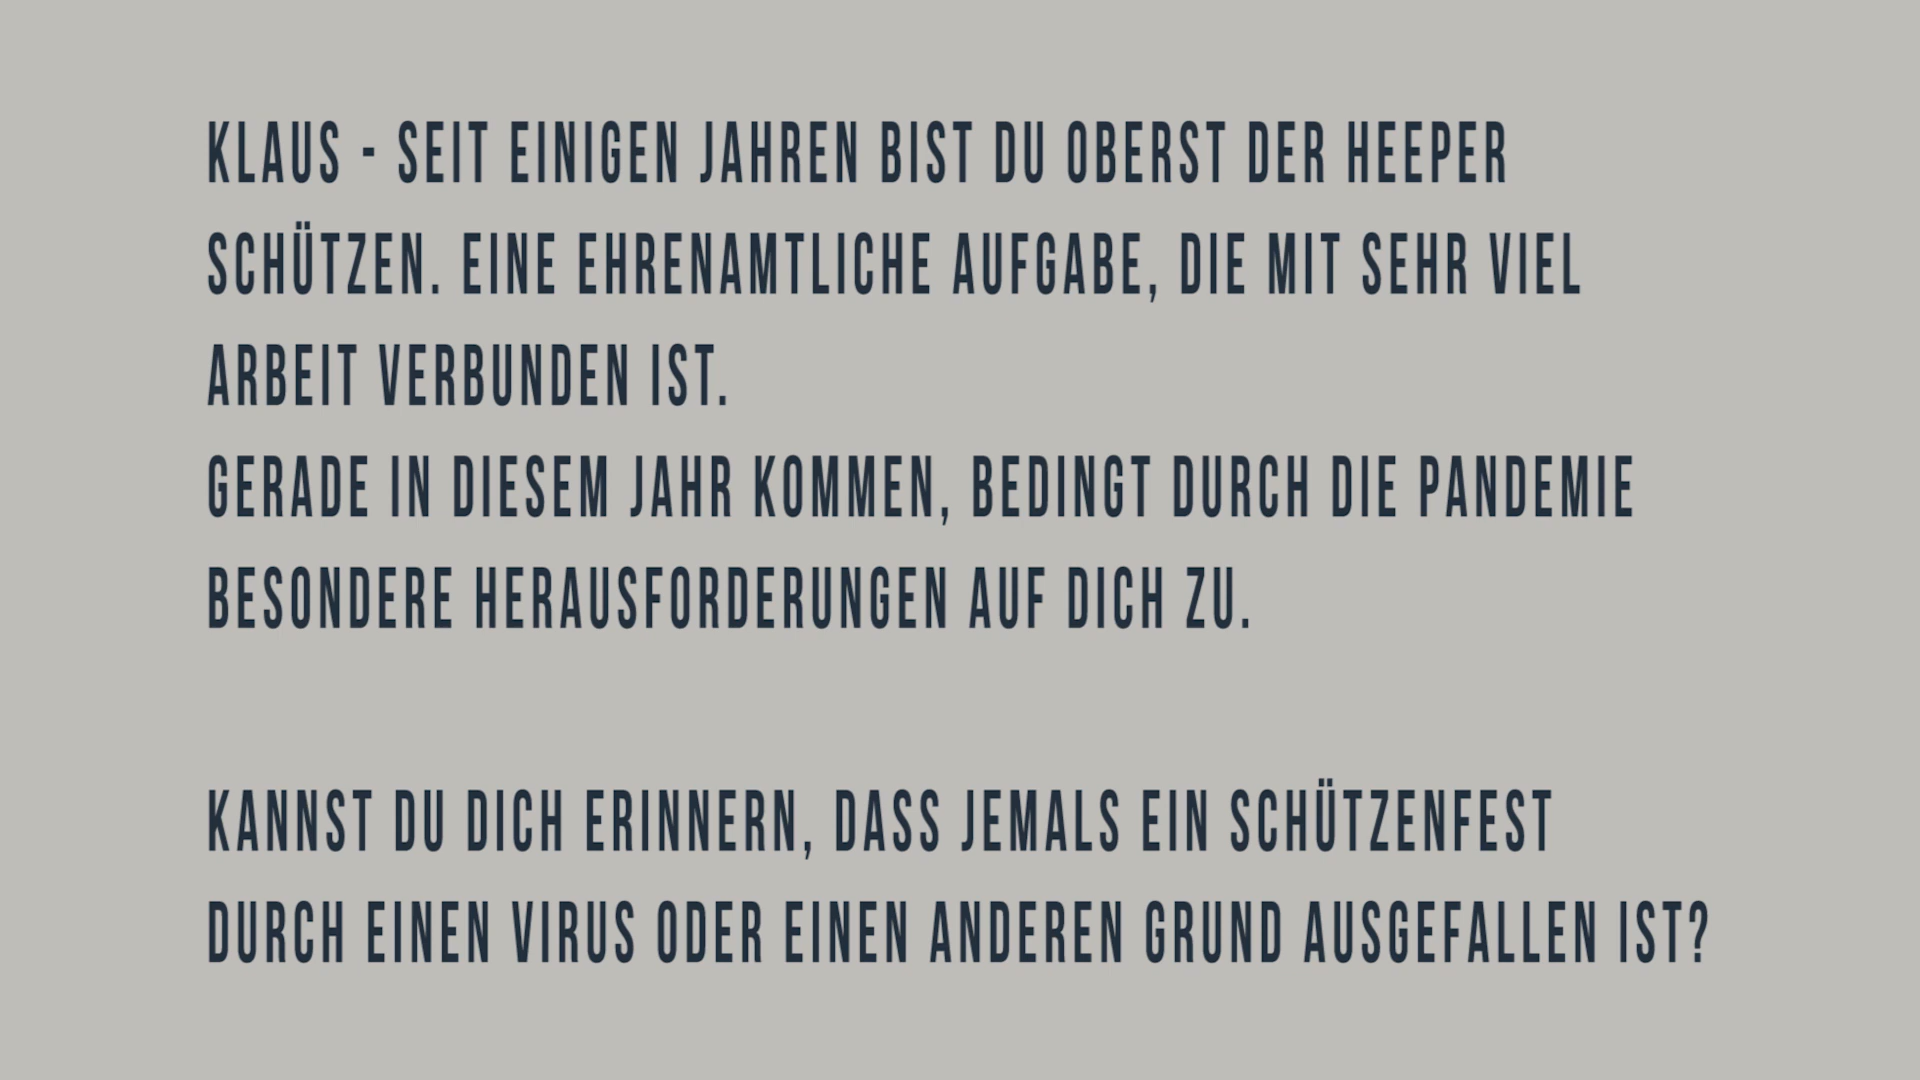 KLAUS - SEIT EINIGEN JAHREN BIST DU OBERST DER HEEPER
SCHÜTZEN. EINE EHRENAMTLICHE AUFGABE, DIE MIT SEHR VIEL
ARBEIT VERBUNDEN IST.
GERADE IN DIESEM JAHR KOMMEN, BEDINGT DURCH DIE PANDEMIE
BESONDERE HERAUSFORDERUNGEN AUF DICH ZU.
KANNST DU DICH ERINNERN, DASS JEMALS EIN SCHÜTZENFEST
DURCH EINEN VIRUS ODER EINEN ANDEREN GRUND AUSGEFALLEN IST?